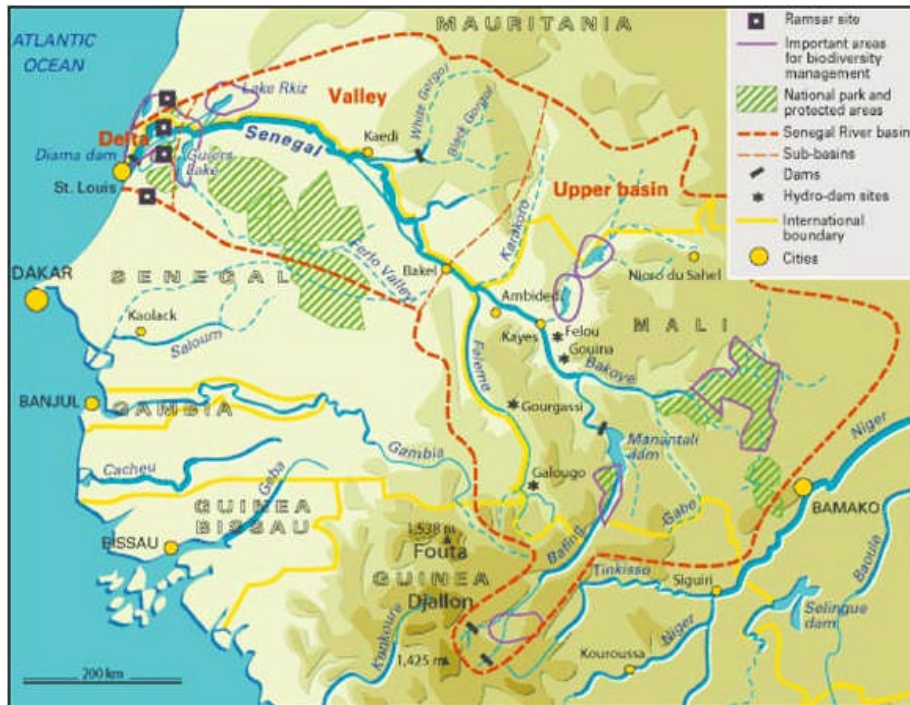 MAURITANIA
ATLANTIC
OCEAN
Lake Rkiz
Valley
White Gorgol
Black Gorgol
Delta
Senegal
Kaedi
Diama dam
Guiers
Lake
St. Louis
Upper basin
Karakoro
Ferlo Valley
Bakel
Nioro du Sahel
SENEGAL
DAKAR
Ambided
Kaolack
Kayes
Felou
MALI
Gouina
Saloum
Faleme
Bakoye
BANJUL
GAMBIA
Gourgassi
Gambia
Manantali
dam
Niger
Cacheu
Geba
Galougo
BAMAKO
GUINEA
BISSAU
Gabe
Bafing
BISSAU
1,538 m
Fouta
Tinkisso
Siguiri
Baoule
GUINEA
Djallon
Selingue
dam
Konkoure
Niger
Kouroussa
1,425 m
200 km
Ramsar site
Important areas
for biodiversity
management
National park and
protected areas
Senegal River basin
Sub-basins
Dams
Hydro-dam sites
International
boundary
Cities